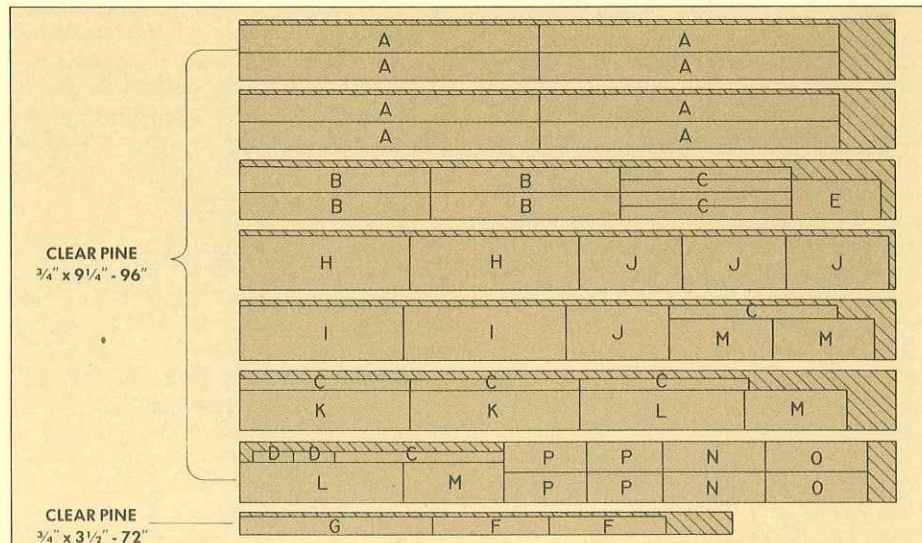 A A
A A
A A
A A
B B C
B B C E
H H J J J
I I J C
M M
C C C
K K L M
D D C P P N O
L M P P N O
G F F
CLEAR PINE
3/4" x 9 1/4" - 96"
CLEAR PINE
3/4" x 3 1/2" - 72"